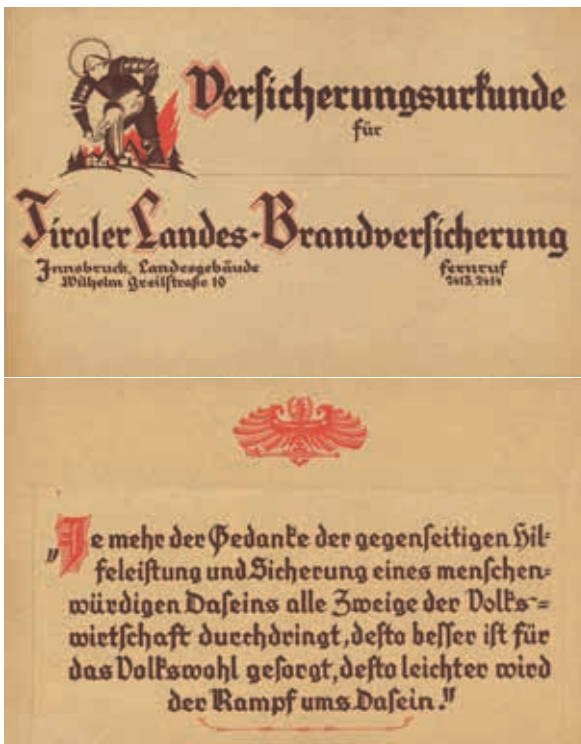 Versicherungsurkunde
für
Tiroler Landes-Brandversicherung
Innsbruck, Landesgebäude
Wilhelm Greilstraße 10
Fernruf
2413, 2414
„Je mehr der Gedanke der gegenseitigen Hil=
feleistung und Sicherung eines menschen=
würdigen Daseins alle Zweige der Volks=
wirtschaft durchdringt, desto besser ist für
das Volkswohl gesorgt, desto leichter wird
der Kampf ums Dasein."